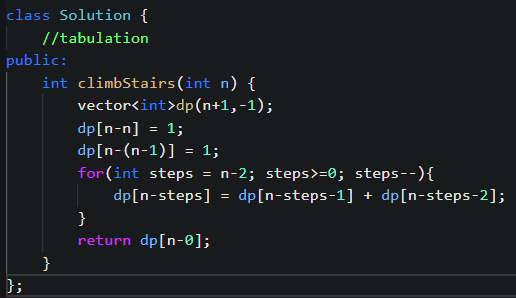 class Solution {
    //tabulation
public:
    int climbStairs(int n) {
        vector<int>dp(n+1,-1);
        dp[n-n] = 1;
        dp[n-(n-1)] = 1;
        for(int steps = n-2; steps>=0; steps--){
            dp[n-steps] = dp[n-steps-1] + dp[n-steps-2];
        }
        return dp[n-0];
    }
};